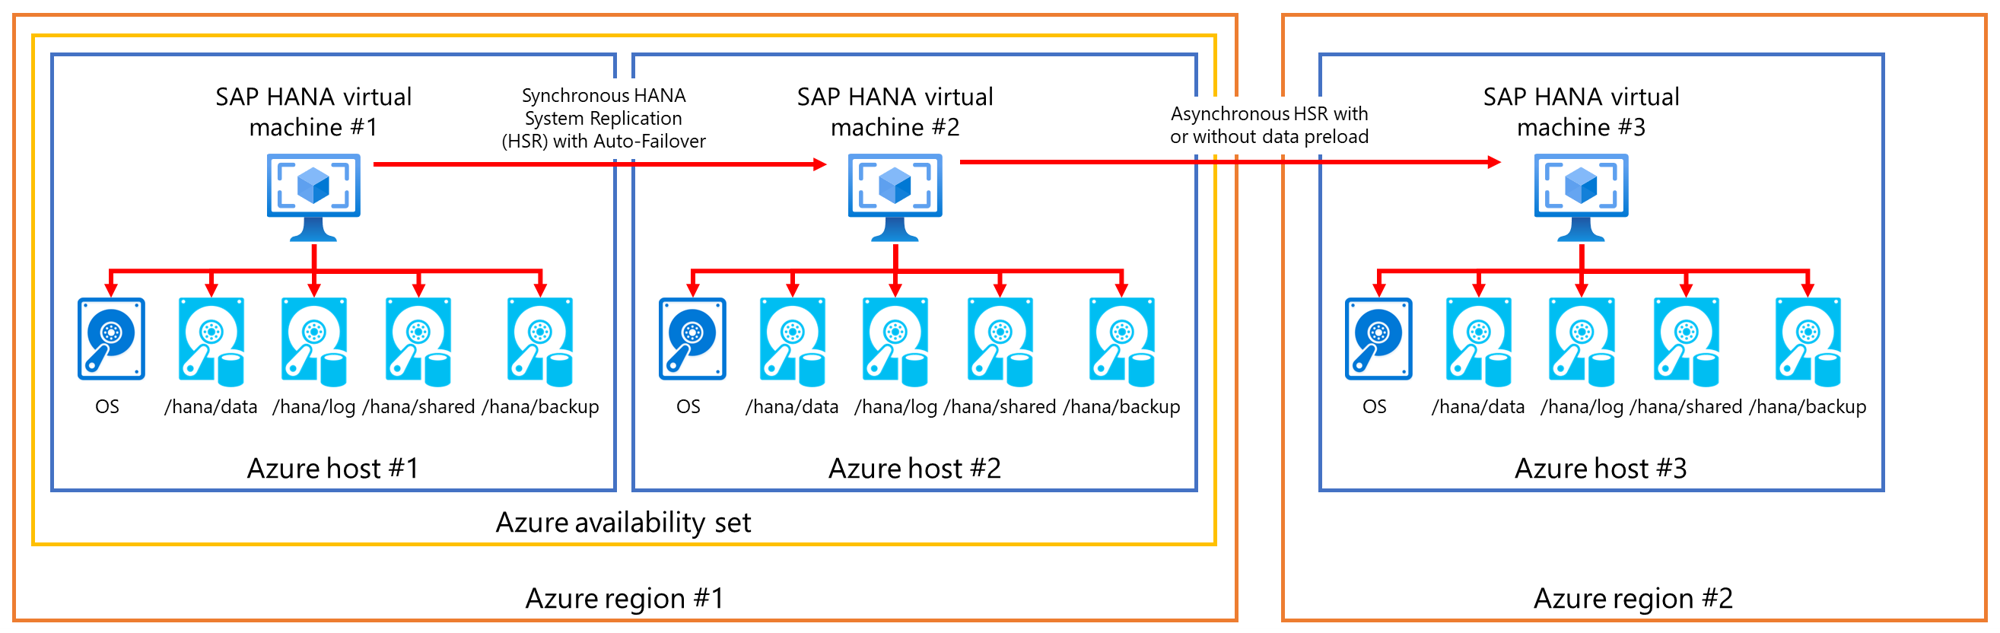 SAP HANA virtual
machine #1
Synchronous HANA
System Replication
(HSR) with Auto-Failover
SAP HANA virtual
machine #2
Asynchronous HSR with
or without data preload
SAP HANA virtual
machine #3
OS /hana/data /hana/log /hana/shared /hana/backup
OS /hana/data /hana/log /hana/shared /hana/backup
OS /hana/data /hana/log /hana/shared /hana/backup
Azure host #1
Azure host #2
Azure host #3
Azure availability set
Azure region #1
Azure region #2